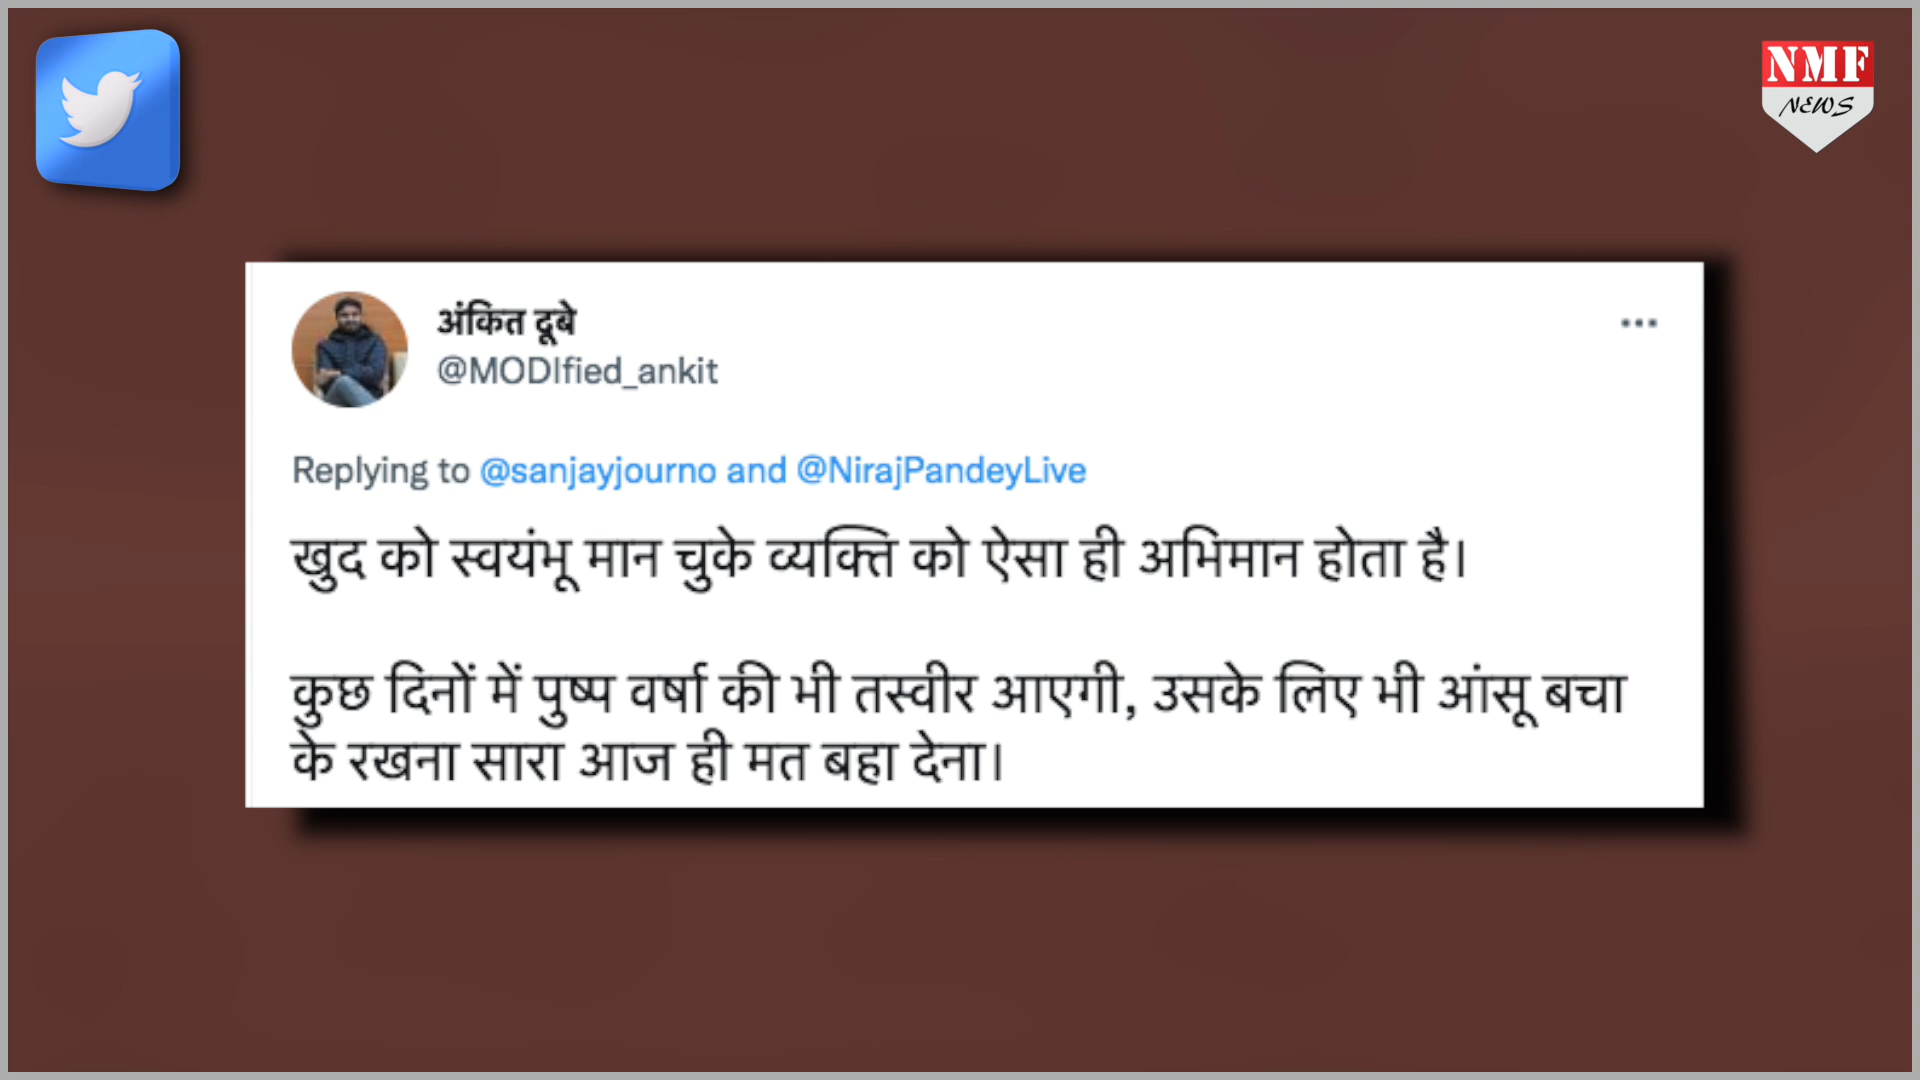 NMF
NEWS
अंकित दूबे
@MODIfied_ankit
Replying to @sanjayjourno and @NirajPandeyLive
खुद को स्वयंभू मान चुके व्यक्ति को ऐसा ही अभिमान होता है।
कुछ दिनों में पुष्प वर्षा की भी तस्वीर आएगी, उसके लिए भी आंसू बचा
के रखना सारा आज ही मत बहा देना।